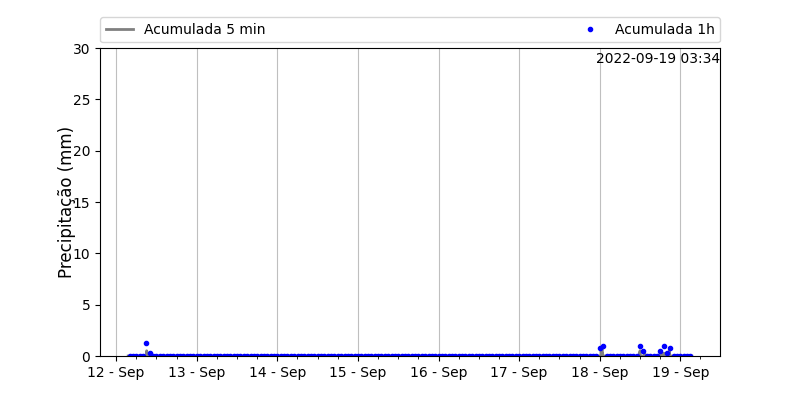 Acumulada 5 min
Acumulada 1h
2022-09-19 03:34
Precipitação (mm)
30
25
20
15
10
5
0
12 - Sep
13 - Sep
14 - Sep
15 - Sep
16 - Sep
17 - Sep
18 - Sep
19 - Sep